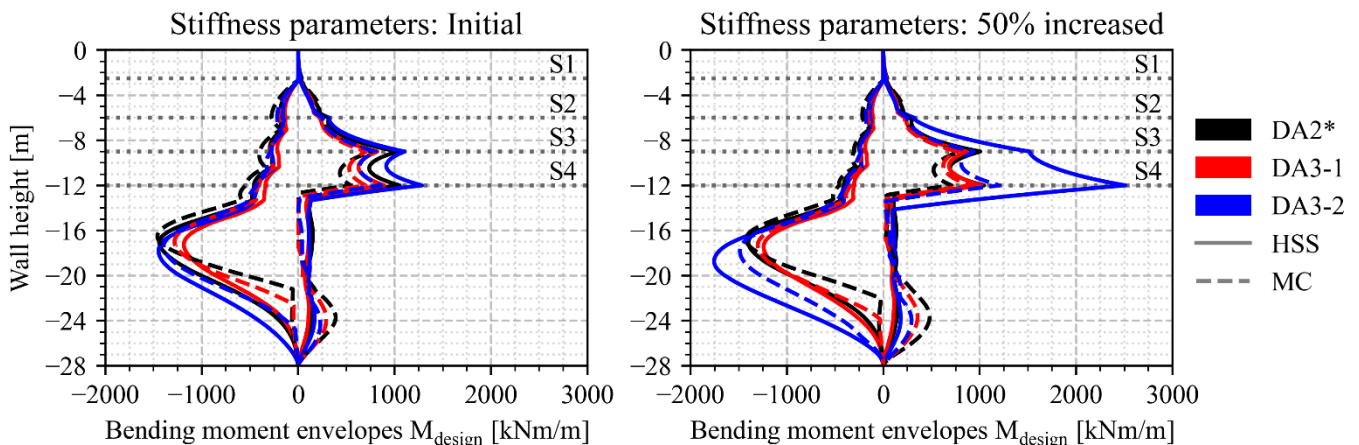 Stiffness parameters: Initial
Stiffness parameters: 50% increased
Wall height [m]
0
−4
−8
−12
−16
−20
−24
−28
S1
S2
S3
S4
−2000 −1000 0 1000 2000 3000
Bending moment envelopes M_design [kNm/m]
0
−4
−8
−12
−16
−20
−24
−28
S1
S2
S3
S4
−2000 −1000 0 1000 2000 3000
Bending moment envelopes M_design [kNm/m]
DA2*
DA3-1
DA3-2
HSS
MC